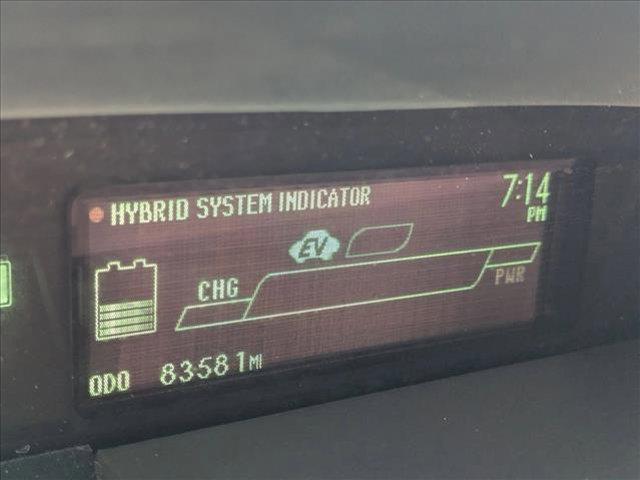 HYBRID SYSTEM INDICATOR
7:14
PM
EV
CHG
PWR
ODO 83581MI